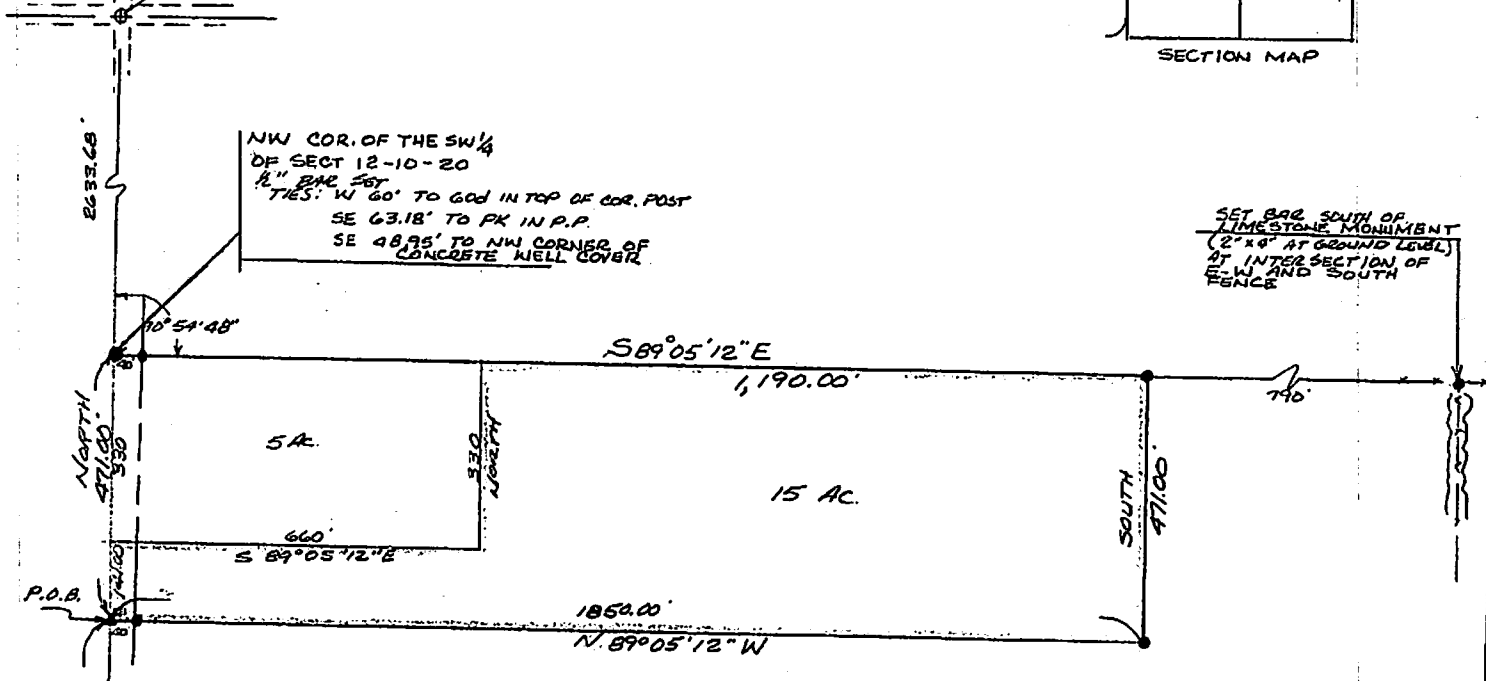 SECTION MAP
2633.68'
NW COR. OF THE SW 1/4
OF SECT 12-10-20
1/2" BAR SET
TIES: W 60' TO 60d IN TOP OF COR. POST
SE 63.18' TO PK IN P.P.
SE 48.95' TO NW CORNER OF
CONCRETE WELL COVER
SET BAR SOUTH OF
LIMESTONE MONUMENT
(2"x4" AT GROUND LEVEL)
AT INTERSECTION OF
E-W AND SOUTH
FENCE
90°54'48"
S 89°05'12" E
1,190.00'
790'
NORTH
471.00'
330
5 Ac.
330
NORTH
15 AC.
SOUTH
471.00'
660'
S 89°05'12" E
141.00
P.O.B.
1850.00'
N. 89°05'12" W